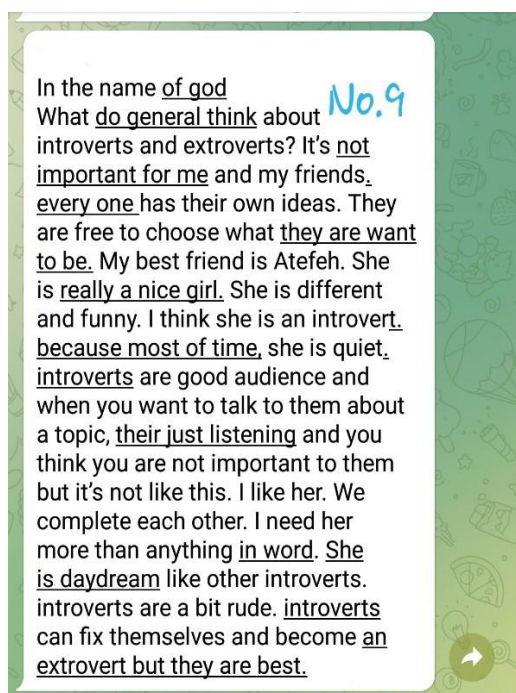 In the name of god
No.9
What do general think about
introverts and extroverts? It's not
important for me and my friends.
every one has their own ideas. They
are free to choose what they are want
to be. My best friend is Atefeh. She
is really a nice girl. She is different
and funny. I think she is an introvert.
because most of time, she is quiet.
introverts are good audience and
when you want to talk to them about
a topic, their just listening and you
think you are not important to them
but it's not like this. I like her. We
complete each other. I need her
more than anything in word. She
is daydream like other introverts.
introverts are a bit rude. introverts
can fix themselves and become an
extrovert but they are best.